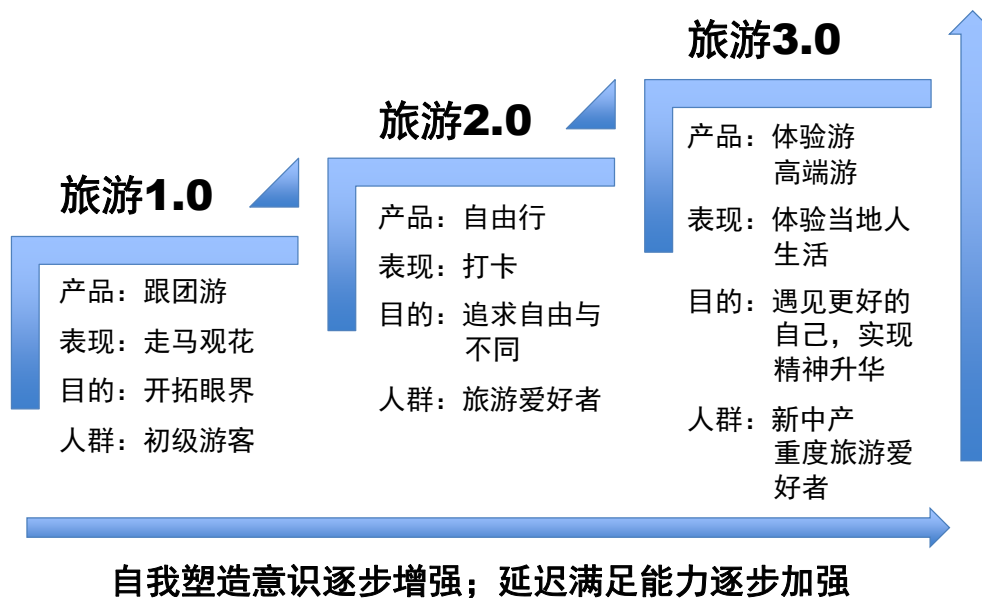 旅游1.0
产品：跟团游
表现：走马观花
目的：开拓眼界
人群：初级游客
旅游2.0
产品：自由行
表现：打卡
目的：追求自由与
不同
人群：旅游爱好者
旅游3.0
产品：体验游
高端游
表现：体验当地人
生活
目的：遇见更好的
自己，实现
精神升华
人群：新中产
重度旅游爱
好者
自我塑造意识逐步增强；延迟满足能力逐步加强